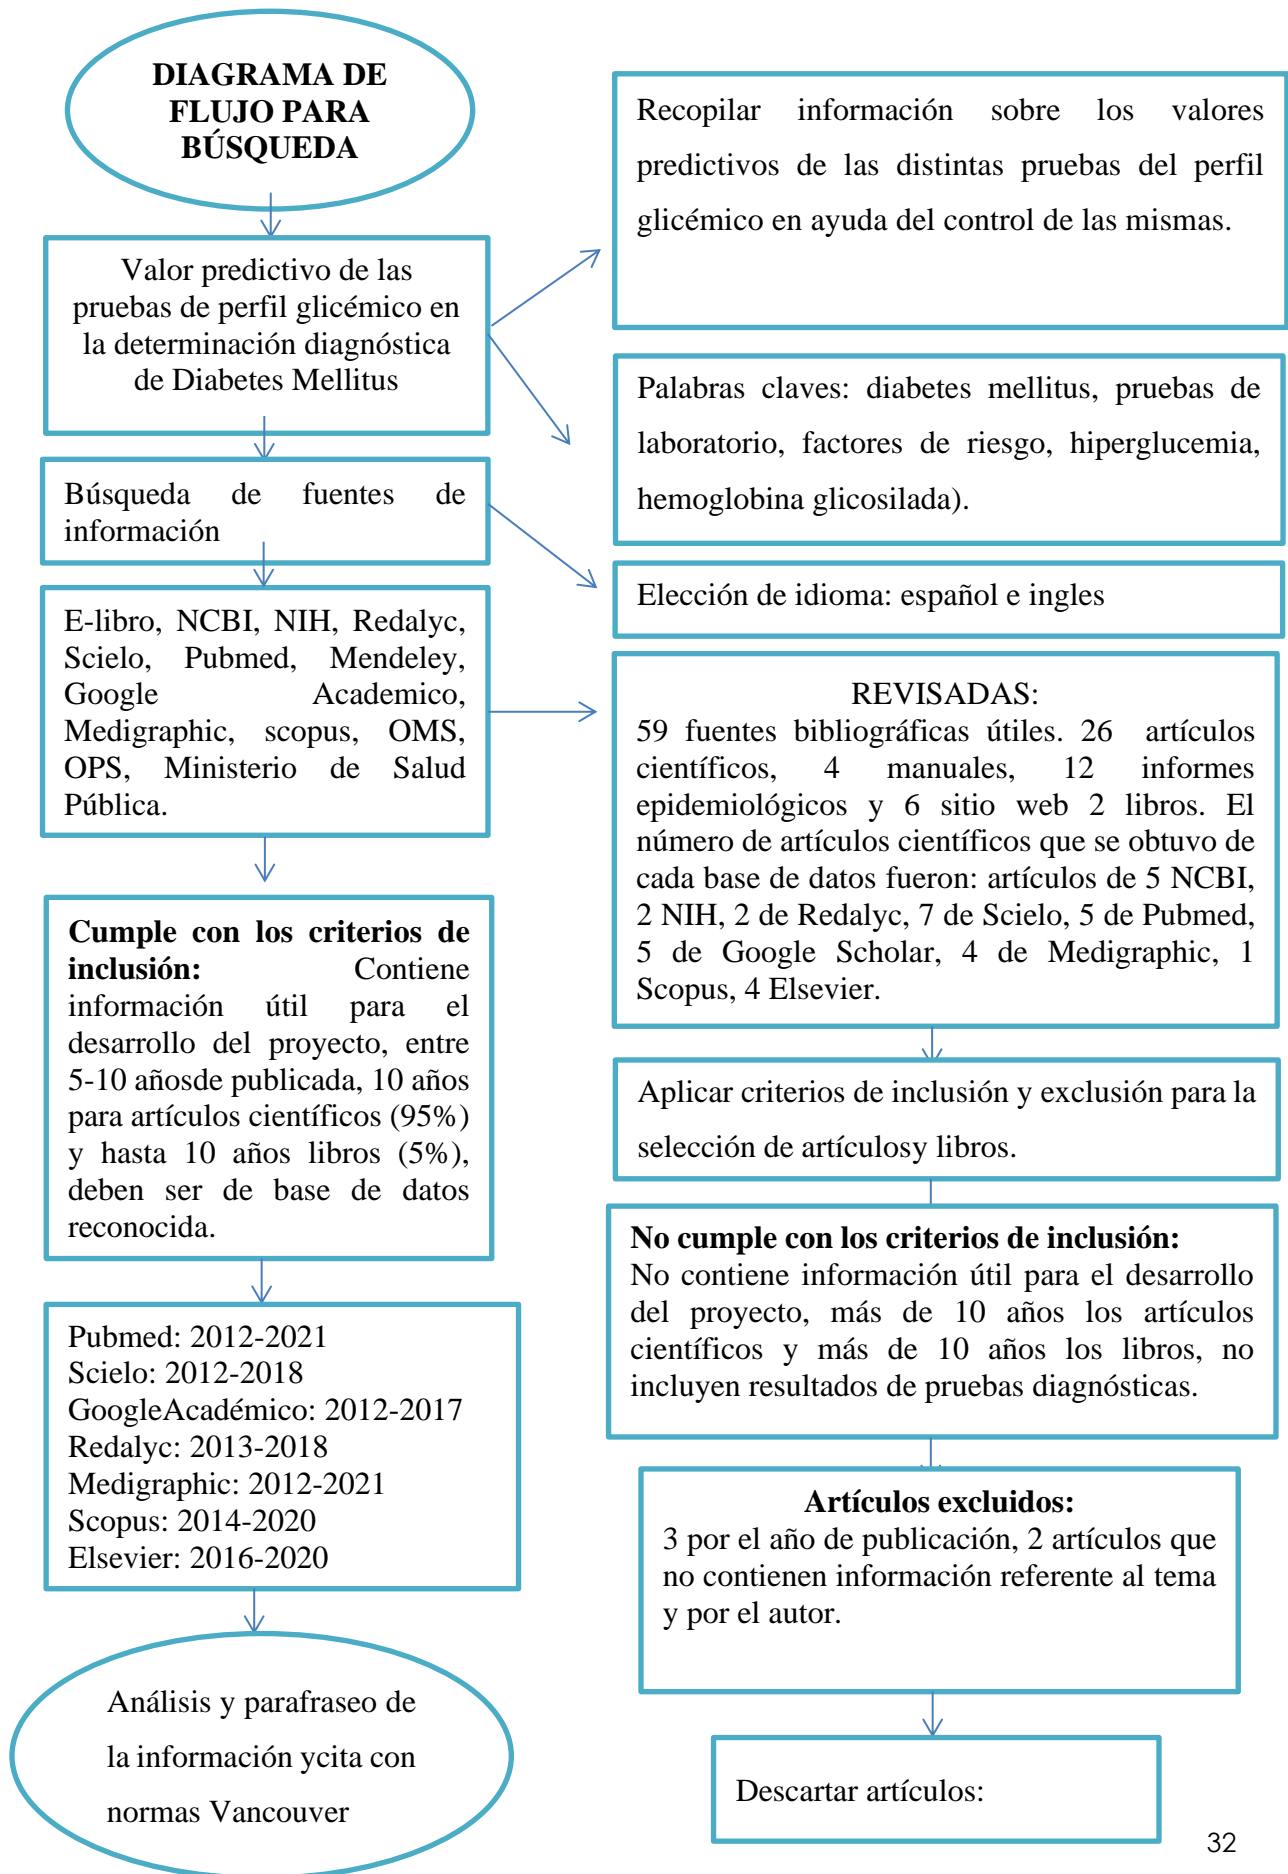 DIAGRAMA DE
FLUJO PARA
BÚSQUEDA
Valor predictivo de las
pruebas de perfil glicémico en
la determinación diagnóstica
de Diabetes Mellitus
Recopilar información sobre los valores
predictivos de las distintas pruebas del perfil
glicémico en ayuda del control de las mismas.
Palabras claves: diabetes mellitus, pruebas de
laboratorio, factores de riesgo, hiperglucemia,
hemoglobina glicosilada).
Búsqueda de fuentes de
información
Elección de idioma: español e ingles
E-libro, NCBI, NIH, Redalyc,
Scielo, Pubmed, Mendeley,
Google Academico,
Medigraphic, scopus, OMS,
OPS, Ministerio de Salud
Pública.
REVISADAS:
59 fuentes bibliográficas útiles. 26 artículos
científicos, 4 manuales, 12 informes
epidemiológicos y 6 sitio web 2 libros. El
número de artículos científicos que se obtuvo de
cada base de datos fueron: artículos de 5 NCBI,
2 NIH, 2 de Redalyc, 7 de Scielo, 5 de Pubmed,
5 de Google Scholar, 4 de Medigraphic, 1
Scopus, 4 Elsevier.
Cumple con los criterios de
inclusión: Contiene
información útil para el
desarrollo del proyecto, entre
5-10 añosde publicada, 10 años
para artículos científicos (95%)
y hasta 10 años libros (5%),
deben ser de base de datos
reconocida.
Aplicar criterios de inclusión y exclusión para la
selección de artículosy libros.
No cumple con los criterios de inclusión:
No contiene información útil para el desarrollo
del proyecto, más de 10 años los artículos
científicos y más de 10 años los libros, no
incluyen resultados de pruebas diagnósticas.
Pubmed: 2012-2021
Scielo: 2012-2018
GoogleAcadémico: 2012-2017
Redalyc: 2013-2018
Medigraphic: 2012-2021
Scopus: 2014-2020
Elsevier: 2016-2020
Artículos excluidos:
3 por el año de publicación, 2 artículos que
no contienen información referente al tema
y por el autor.
Análisis y parafraseo de
la información ycita con
normas Vancouver
Descartar artículos:
32